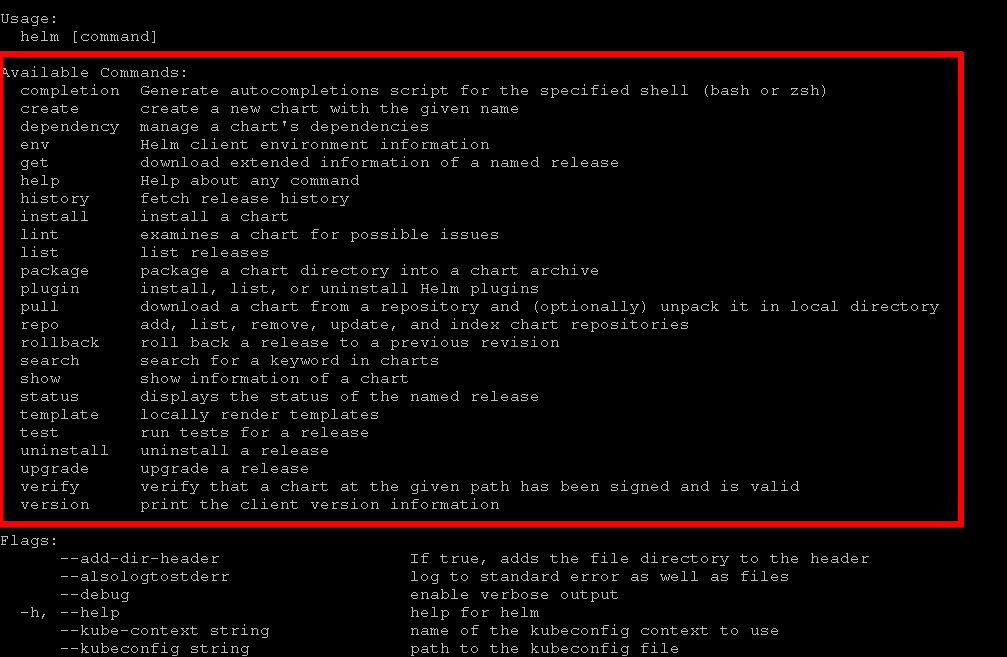 Usage:
  helm [command]
Available Commands:
  completion  Generate autocompletions script for the specified shell (bash or zsh)
  create      create a new chart with the given name
  dependency  manage a chart's dependencies
  env         Helm client environment information
  get         download extended information of a named release
  help        Help about any command
  history     fetch release history
  install     install a chart
  lint        examines a chart for possible issues
  list        list releases
  package     package a chart directory into a chart archive
  plugin      install, list, or uninstall Helm plugins
  pull        download a chart from a repository and (optionally) unpack it in local directory
  repo        add, list, remove, update, and index chart repositories
  rollback    roll back a release to a previous revision
  search      search for a keyword in charts
  show        show information of a chart
  status      displays the status of the named release
  template    locally render templates
  test        run tests for a release
  uninstall   uninstall a release
  upgrade     upgrade a release
  verify      verify that a chart at the given path has been signed and is valid
  version     print the client version information
Flags:
      --add-dir-header                   If true, adds the file directory to the header
      --alsologtostderr                  log to standard error as well as files
      --debug                            enable verbose output
  -h, --help                             help for helm
      --kube-context string              name of the kubeconfig context to use
      --kubeconfig string                path to the kubeconfig file